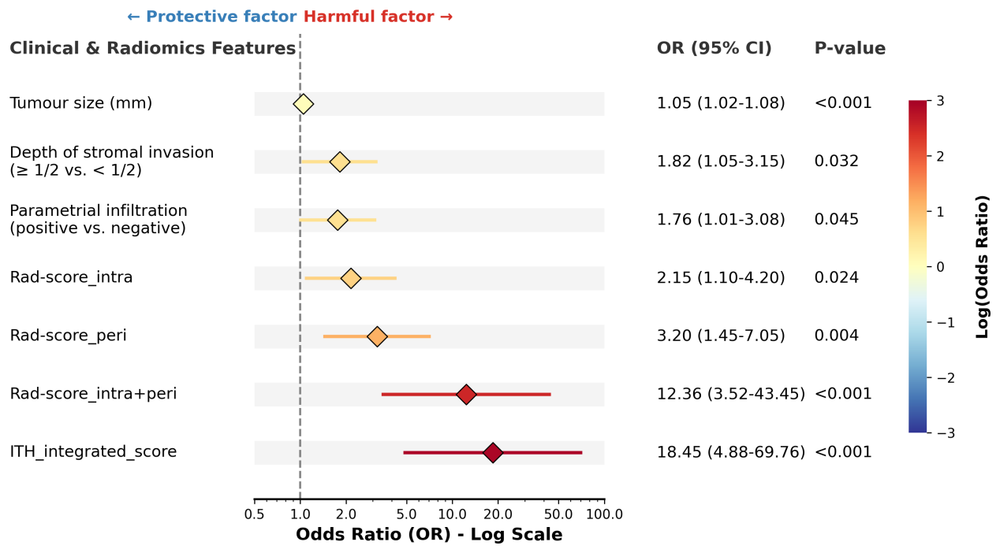 ← Protective factor Harmful factor →
Clinical & Radiomics Features OR (95% CI) P-value
Tumour size (mm) 1.05 (1.02-1.08) <0.001
Depth of stromal invasion
(≥ 1/2 vs. < 1/2) 1.82 (1.05-3.15) 0.032
Parametrial infiltration
(positive vs. negative) 1.76 (1.01-3.08) 0.045
Rad-score_intra 2.15 (1.10-4.20) 0.024
Rad-score_peri 3.20 (1.45-7.05) 0.004
Rad-score_intra+peri 12.36 (3.52-43.45) <0.001
ITH_integrated_score 18.45 (4.88-69.76) <0.001
0.5 1.0 2.0 5.0 10.0 20.0 50.0 100.0
Odds Ratio (OR) - Log Scale
3
2
1
0
−1
−2
−3
Log(Odds Ratio)